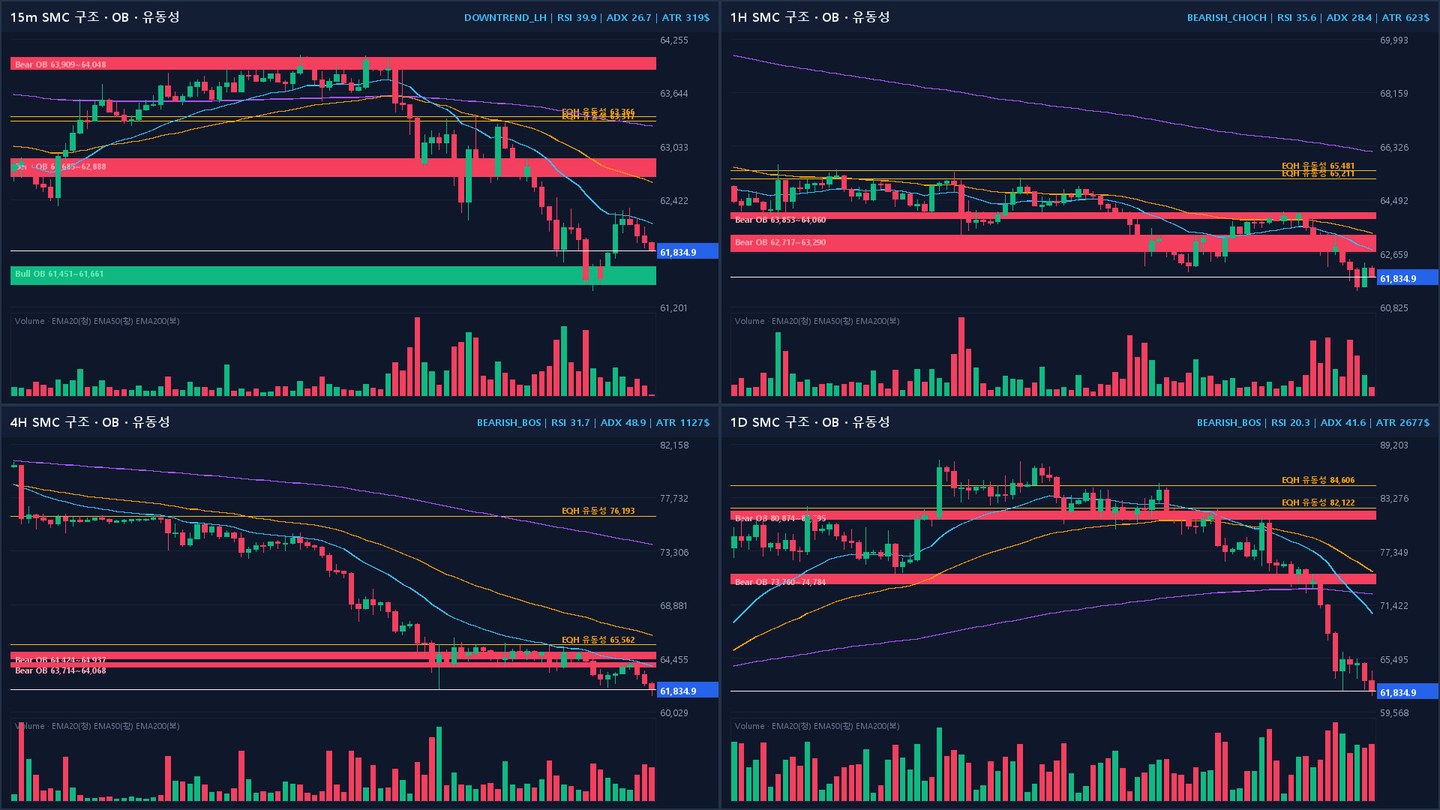 15m SMC 구조 · OB · 유동성
DOWNTREND_LH | RSI 39.9 | ADX 26.7 | ATR 319$
64,255
Bear OB 63,909~64,048
63,644
EQH 유동성 63,366
EQH 유동성
63,033
62,888
62,422
61,834.9
Bull OB 61,451~61,661
61,201
Volume · EMA20(청) EMA50(황) EMA200(보)
1H SMC 구조 · OB · 유동성
BEARISH_CHOCH | RSI 35.6 | ADX 28.4 | ATR 623$
69,993
68,159
66,326
EQH 유동성 65,481
EQH 유동성 65,211
64,492
Bear OB 63,853~64,060
Bear OB 62,717~63,290
62,659
61,834.9
60,825
Volume · EMA20(청) EMA50(황) EMA200(보)
4H SMC 구조 · OB · 유동성
BEARISH_BOS | RSI 31.7 | ADX 48.9 | ATR 1127$
82,158
77,732
EQH 유동성 76,193
73,306
68,881
EQH 유동성 65,562
64,455
Bear OB 64,424~64,937
Bear OB 63,714~64,068
61,834.9
60,029
Volume · EMA20(청) EMA50(황) EMA200(보)
1D SMC 구조 · OB · 유동성
BEARISH_BOS | RSI 20.3 | ADX 41.6 | ATR 2677$
89,203
EQH 유동성 84,606
83,276
EQH 유동성 82,122
Bear OB 80,874~
77,349
Bear OB 73,760~74,784
71,422
65,495
61,834.9
59,568
Volume · EMA20(청) EMA50(황) EMA200(보)